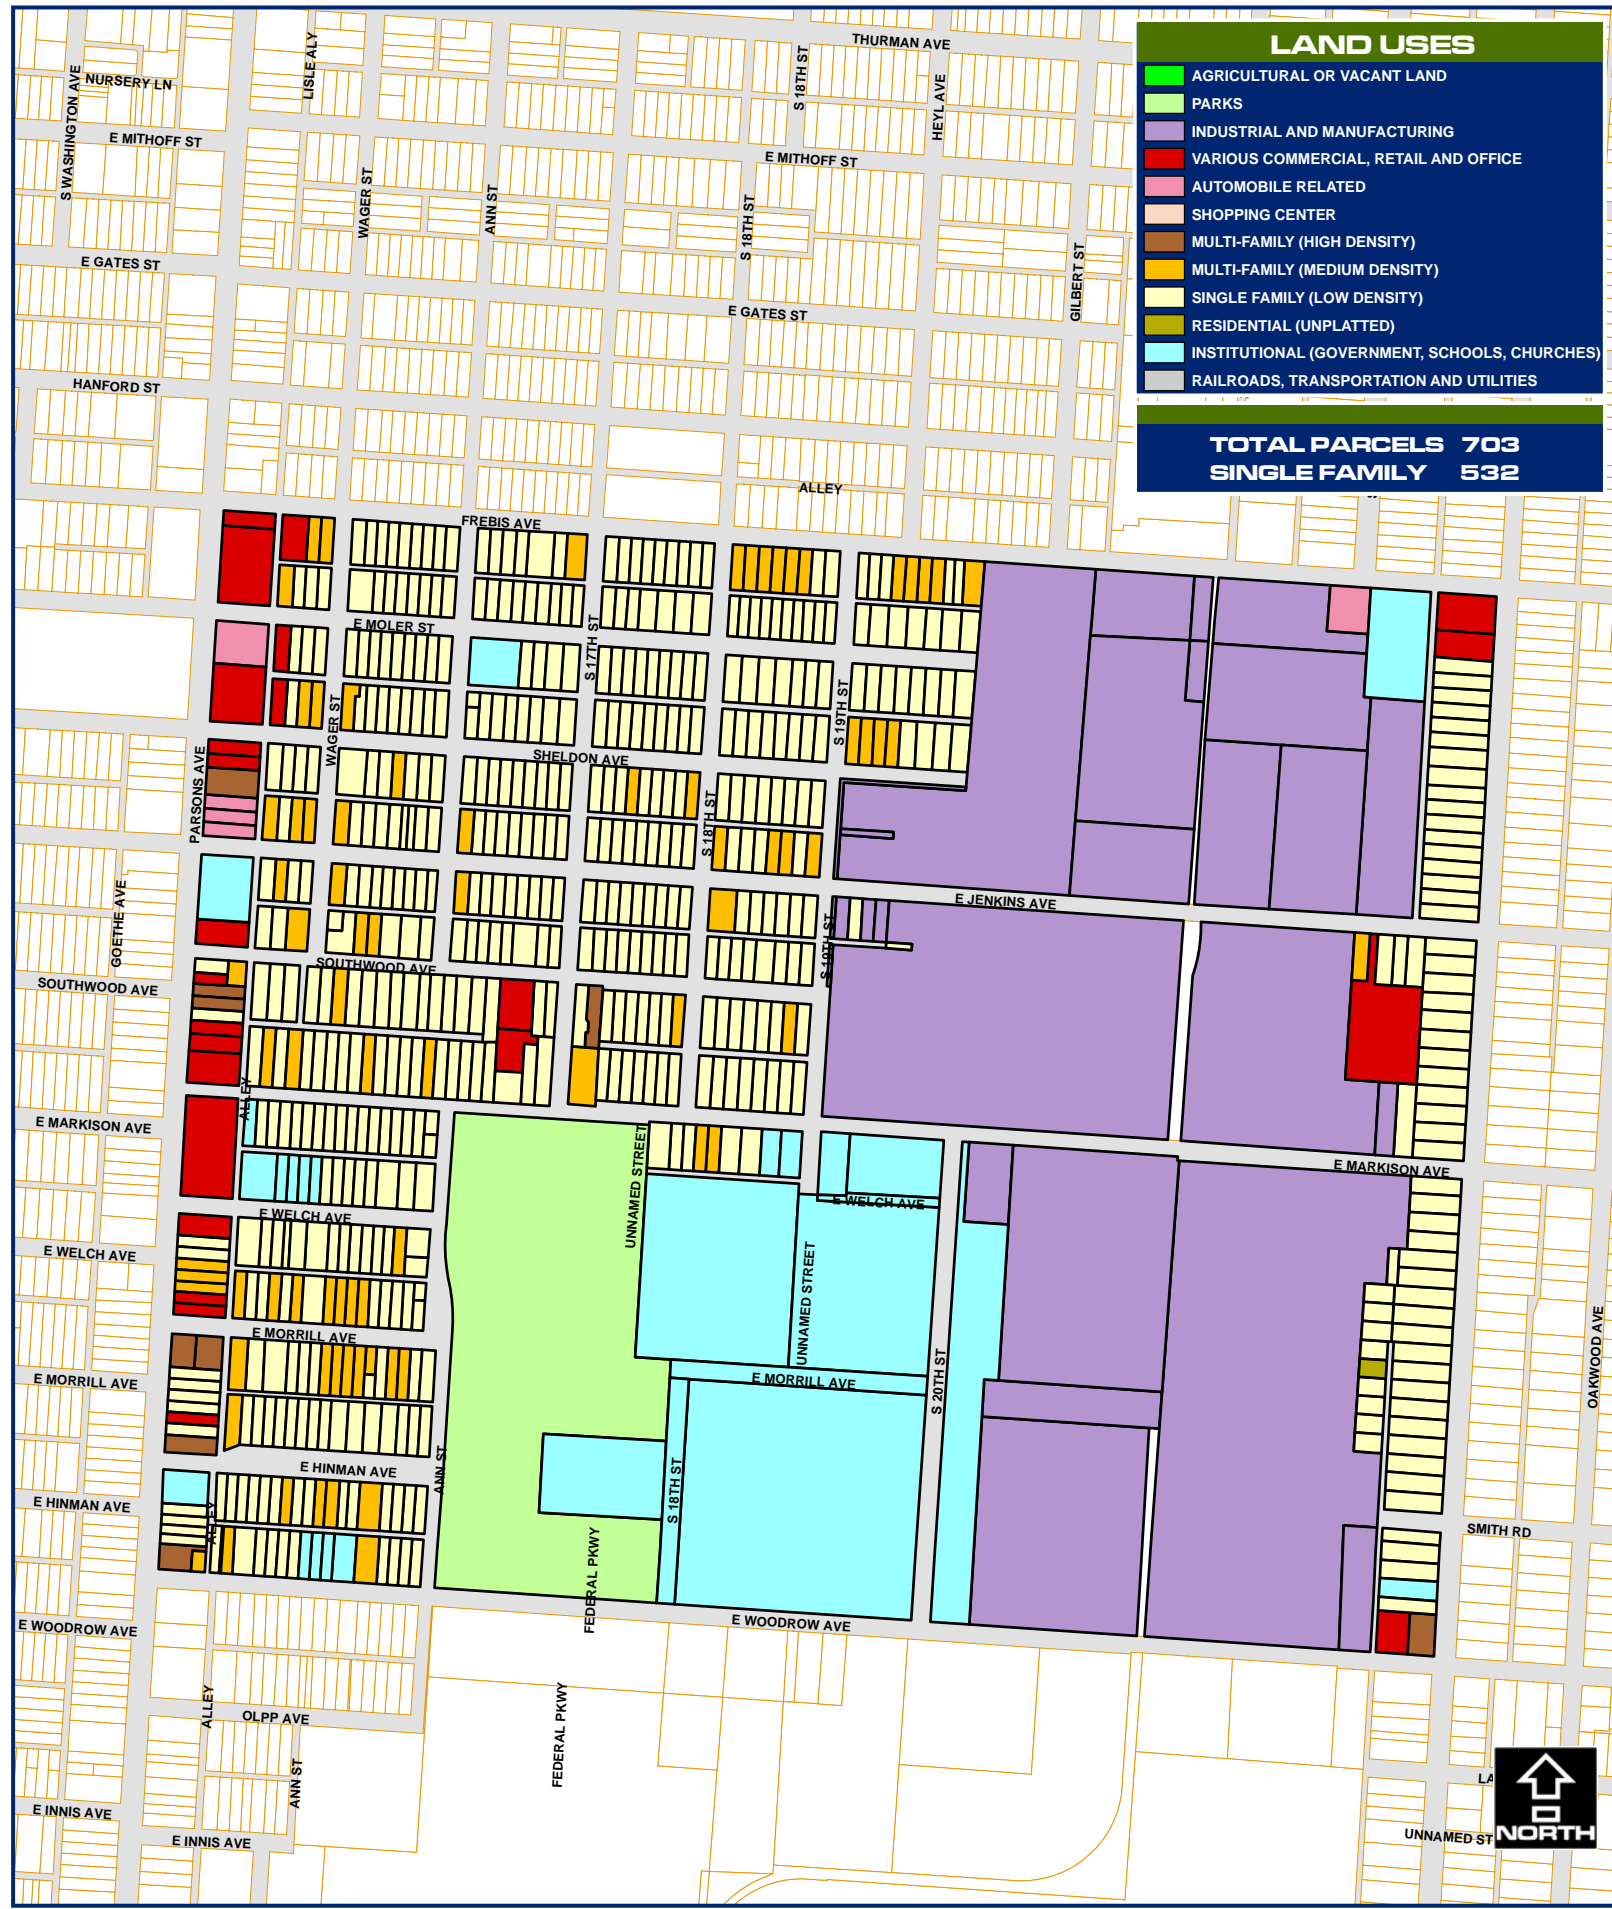 THURMAN AVE
LISLE ALY
S 18TH ST
HEYL AVE
S WASHINGTON AVE
NURSERY LN
E MITHOFF ST
E MITHOFF ST
WAGER ST
ANN ST
S 18TH ST
GILBERT ST
E GATES ST
E GATES ST
HANFORD ST
ALLEY
LAND USES
AGRICULTURAL OR VACANT LAND
PARKS
INDUSTRIAL AND MANUFACTURING
VARIOUS COMMERCIAL, RETAIL AND OFFICE
AUTOMOBILE RELATED
SHOPPING CENTER
MULTI-FAMILY (HIGH DENSITY)
MULTI-FAMILY (MEDIUM DENSITY)
SINGLE FAMILY (LOW DENSITY)
RESIDENTIAL (UNPLATTED)
INSTITUTIONAL (GOVERNMENT, SCHOOLS, CHURCHES)
RAILROADS, TRANSPORTATION AND UTILITIES
TOTAL PARCELS 703
SINGLE FAMILY 532
FREBIS AVE
E MOLER ST
S 17TH ST
WAGER ST
S 19TH ST
SHELDON AVE
PARSONS AVE
S 18TH ST
GOETHE AVE
E JENKINS AVE
S 19TH ST
SOUTHWOOD AVE
SOUTHWOOD AVE
ALLEY
E MARKISON AVE
E MARKISON AVE
UNNAMED STREET
E WELCH AVE
E WELCH AVE
E WELCH AVE
UNNAMED STREET
E MORRILL AVE
E MORRILL AVE
E MORRILL AVE
S 20TH ST
OAKWOOD AVE
ANN ST
E HINMAN AVE
E HINMAN AVE
S 18TH ST
ALLEY
SMITH RD
FEDERAL PKWY
E WOODROW AVE
E WOODROW AVE
ALLEY
OLPP AVE
FEDERAL PKWY
ANN ST
LA
E INNIS AVE
E INNIS AVE
UNNAMED ST
NORTH